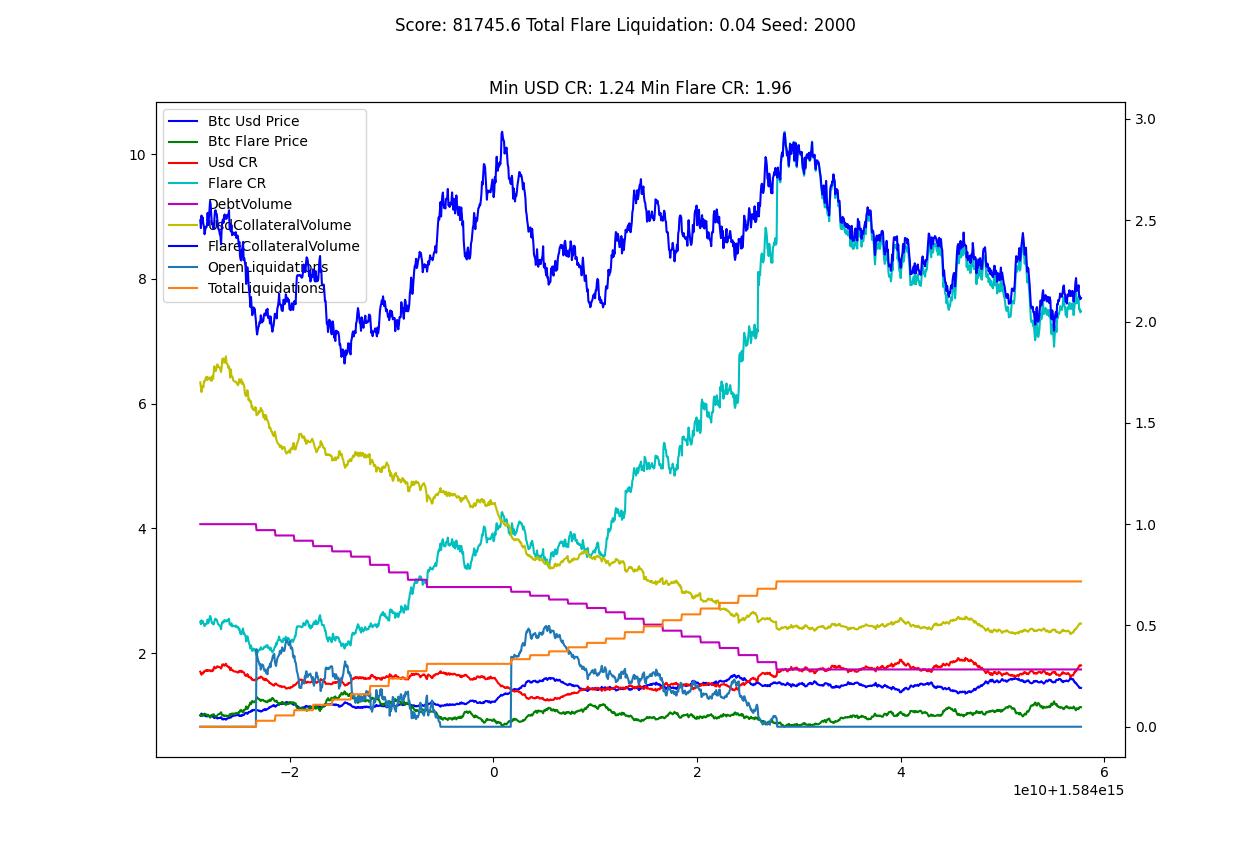 Score: 81745.6 Total Flare Liquidation: 0.04 Seed: 2000
Min USD CR: 1.24 Min Flare CR: 1.96
Btc Usd Price
Btc Flare Price
Usd CR
Flare CR
DebtVolume
UsdCollateralVolume
FlareCollateralVolume
OpenLiquidations
TotalLiquidations
10
8
6
4
2
3.0
2.5
2.0
1.5
1.0
0.5
0.0
−2
0
2
4
6
1e10+1.584e15